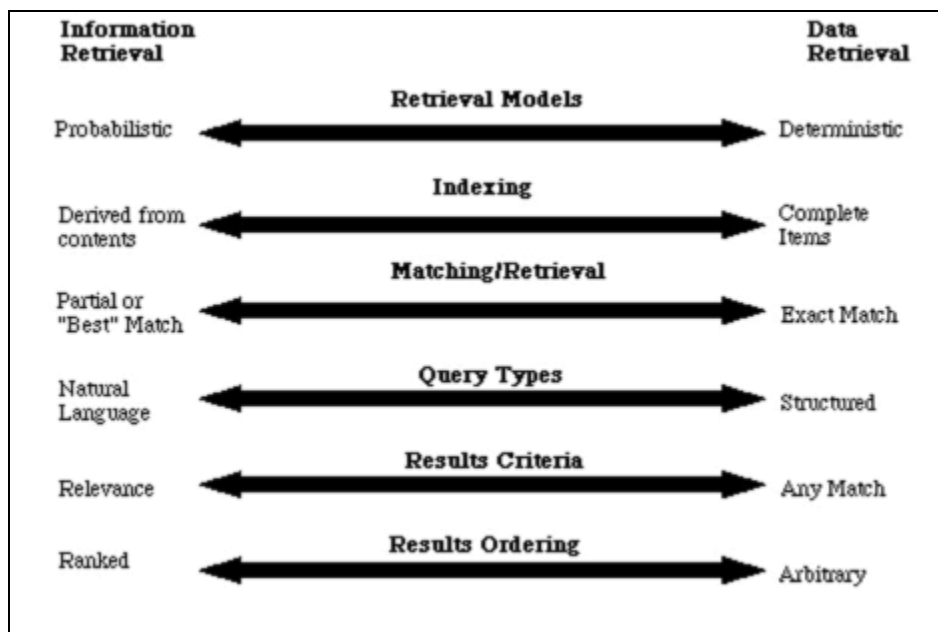 Information
Retrieval
Data
Retrieval
Retrieval Models
Probabilistic
Deterministic
Indexing
Derived from
contents
Complete
Items
Matching/Retrieval
Partial or
"Best" Match
Exact Match
Query Types
Natural
Language
Structured
Results Criteria
Relevance
Any Match
Results Ordering
Ranked
Arbitrary